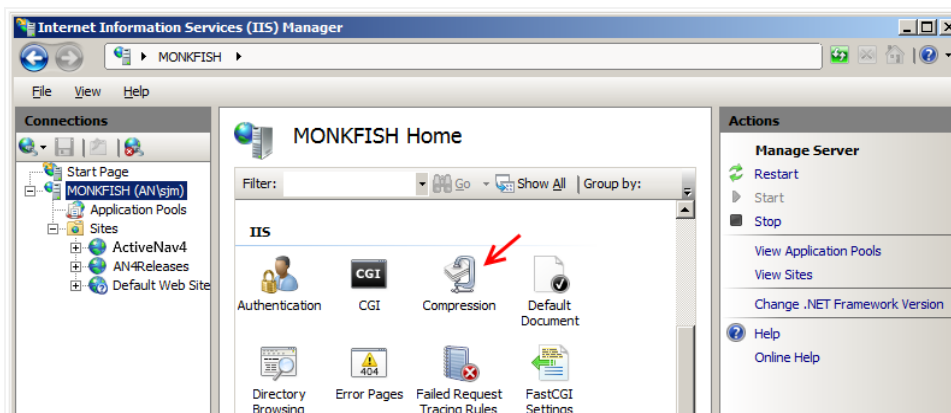 Internet Information Services (IIS) Manager
MONKFISH
File View Help
Connections
Start Page
MONKFISH (AN\sjm)
Application Pools
Sites
ActiveNav4
AN4Releases
Default Web Site
MONKFISH Home
Filter: Go Show All Group by:
IIS
Authentication CGI Compression Default
Document
CGI
404
Directory Error Pages Failed Request FastCGI
Browsing Tracing Rules Settings
Actions
Manage Server
Restart
Start
Stop
View Application Pools
View Sites
Change .NET Framework Version
Help
Online Help